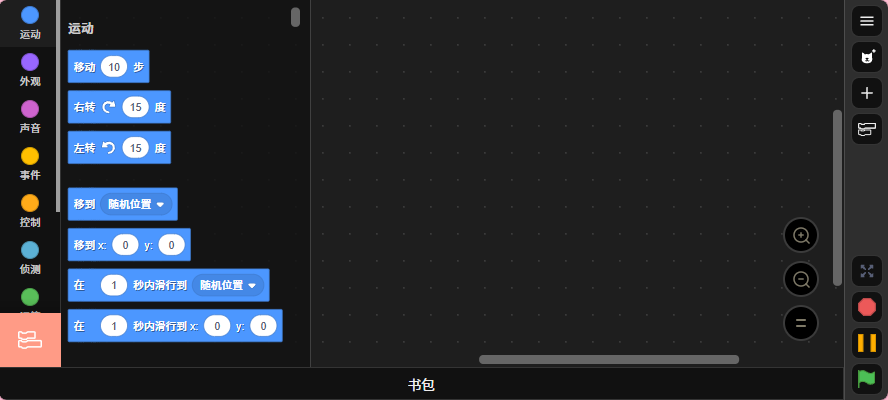 运动
外观
声音
事件
控制
侦测
运动
移动 10 步
右转 15 度
左转 15 度
移到 随机位置
移到 x: 0 y: 0
在 1 秒内滑行到 随机位置
在 1 秒内滑行到 x: 0 y: 0
书包